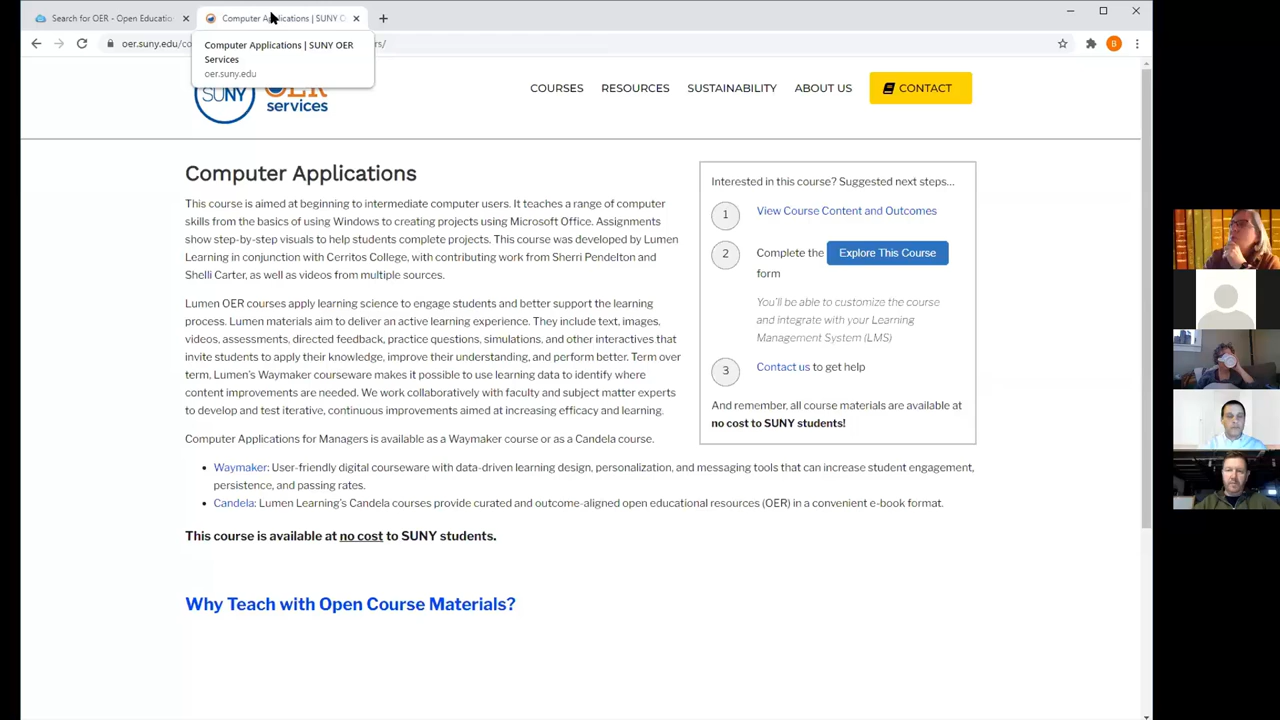 Search for OER - Open Educatio
Computer Applications | SUNY O
oer.suny.edu/co
rs/
B
Computer Applications | SUNY OER
Services
oer.suny.edu
SUNY
OER
services
COURSES
RESOURCES
SUSTAINABILITY
ABOUT US
CONTACT
Computer Applications
This course is aimed at beginning to intermediate computer users. It teaches a range of computer
skills from the basics of using Windows to creating projects using Microsoft Office. Assignments
show step-by-step visuals to help students complete projects. This course was developed by Lumen
Learning in conjunction with Cerritos College, with contributing work from Sherri Pendelton and
Shelli Carter, as well as videos from multiple sources.
Lumen OER courses apply learning science to engage students and better support the learning
process. Lumen materials aim to deliver an active learning experience. They include text, images,
videos, assessments, directed feedback, practice questions, simulations, and other interactives that
invite students to apply their knowledge, improve their understanding, and perform better. Term over
term, Lumen's Waymaker courseware makes it possible to use learning data to identify where
content improvements are needed. We work collaboratively with faculty and subject matter experts
to develop and test iterative, continuous improvements aimed at increasing efficacy and learning.
Computer Applications for Managers is available as a Waymaker course or as a Candela course.
Interested in this course? Suggested next steps...
1
View Course Content and Outcomes
2
Complete the Explore This Course
form
You'll be able to customize the course
and integrate with your Learning
Management System (LMS)
3
Contact us to get help
And remember, all course materials are available at
no cost to SUNY students!
• Waymaker: User-friendly digital courseware with data-driven learning design, personalization, and messaging tools that can increase student engagement,
persistence, and passing rates.
• Candela: Lumen Learning's Candela courses provide curated and outcome-aligned open educational resources (OER) in a convenient e-book format.
This course is available at no cost to SUNY students.
Why Teach with Open Course Materials?